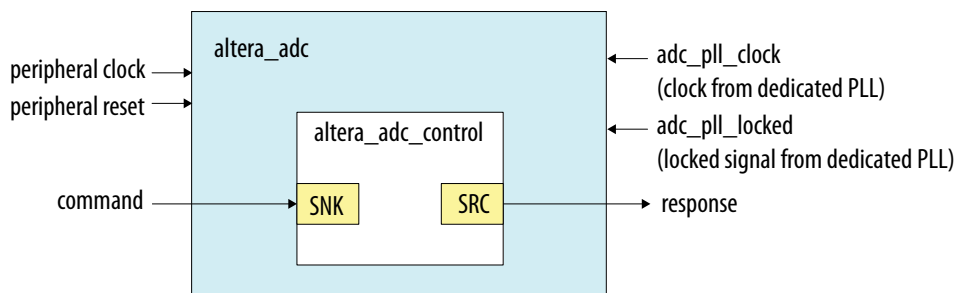 altera_adc
peripheral clock
peripheral reset
adc_pll_clock
(clock from dedicated PLL)
adc_pll_locked
(locked signal from dedicated PLL)
altera_adc_control
command
SNK
SRC
response